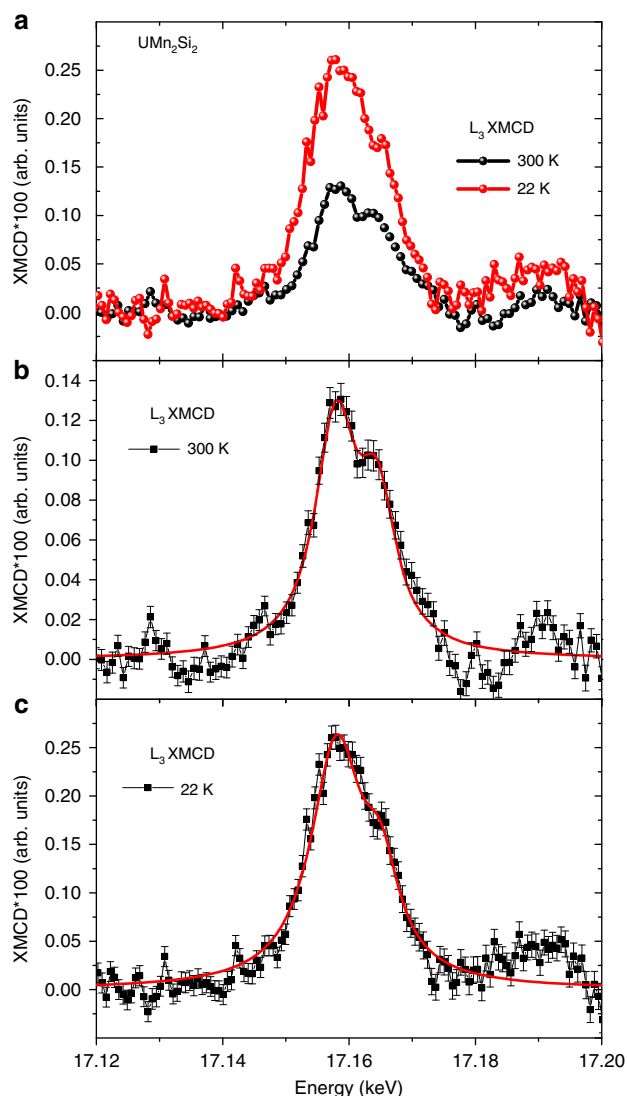 a
UMn₂Si₂
0.25
0.20
0.15
0.10
0.05
0.00
XMCD*100 (arb. units)
L₃ XMCD
300 K
22 K
b
0.14
0.12
0.10
0.08
0.06
0.04
0.02
0.00
XMCD*100 (arb. units)
L₃ XMCD
300 K
c
0.25
0.20
0.15
0.10
0.05
0.00
XMCD*100 (arb. units)
L₃ XMCD
22 K
17.12 17.14 17.16 17.18 17.20
Energy (keV)